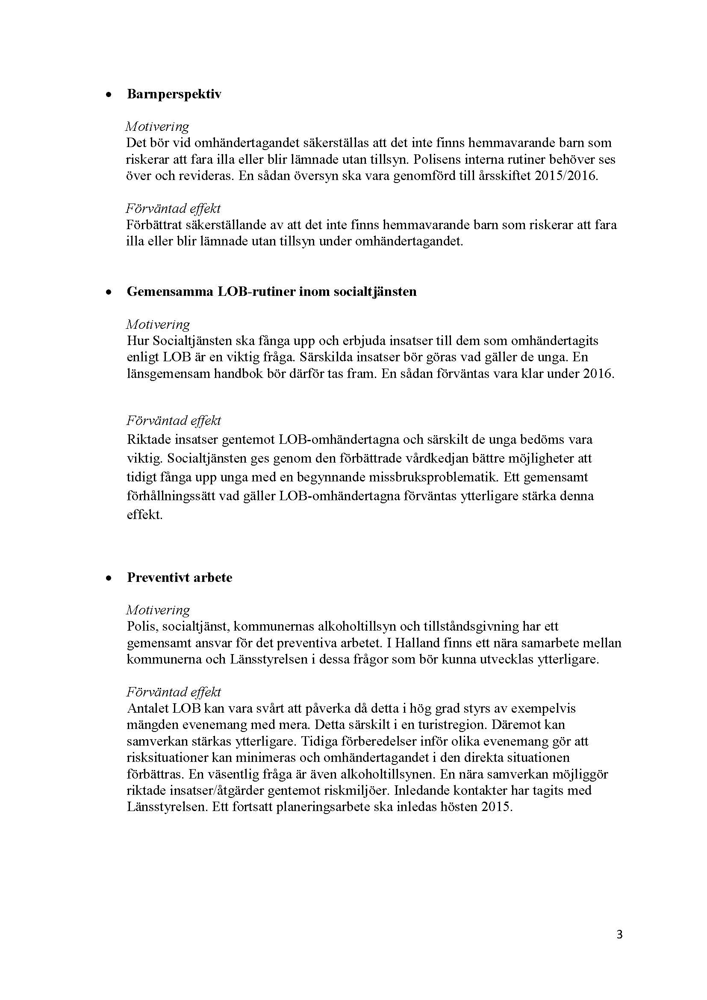 • Barnperspektiv
Motivering
Det bör vid omhändertagandet säkerställas att det inte finns hemmavarande barn som
riskerar att fara illa eller blir lämnade utan tillsyn. Polisens interna rutiner behöver ses
över och revideras. En sådan översyn ska vara genomförd till årsskiftet 2015/2016.
Förväntad effekt
Förbättrat säkerställande av att det inte finns hemmavarande barn som riskerar att fara
illa eller blir lämnade utan tillsyn under omhändertagandet.
• Gemensamma LOB-rutiner inom socialtjänsten
Motivering
Hur Socialtjänsten ska fånga upp och erbjuda insatser till dem som omhändertagits
enligt LOB är en viktig fråga. Särskilda insatser bör göras vad gäller de unga. En
länsgemensam handbok bör därför tas fram. En sådan förväntas vara klar under 2016.
Förväntad effekt
Riktade insatser gentemot LOB-omhändertagna och särskilt de unga bedöms vara
viktig. Socialtjänsten ges genom den förbättrade vårdkedjan bättre möjligheter att
tidigt fånga upp unga med en begynnande missbruksproblematik. Ett gemensamt
förhållningssätt vad gäller LOB-omhändertagna förväntas ytterligare stärka denna
effekt.
• Preventivt arbete
Motivering
Polis, socialtjänst, kommunernas alkoholtillsyn och tillståndsgivning har ett
gemensamt ansvar för det preventiva arbetet. I Halland finns ett nära samarbete mellan
kommunerna och Länsstyrelsen i dessa frågor som bör kunna utvecklas ytterligare.
Förväntad effekt
Antalet LOB kan vara svårt att påverka då detta i hög grad styrs av exempelvis
mängden evenemang med mera. Detta särskilt i en turistregion. Däremot kan
samverkan stärkas ytterligare. Tidiga förberedelser inför olika evenemang gör att
risksituationer kan minimeras och omhändertagandet i den direkta situationen
förbättras. En väsentlig fråga är även alkoholtillsynen. En nära samverkan möjliggör
riktade insatser/åtgärder gentemot riskmiljöer. Inledande kontakter har tagits med
Länsstyrelsen. Ett fortsatt planeringsarbete ska inledas hösten 2015.
3